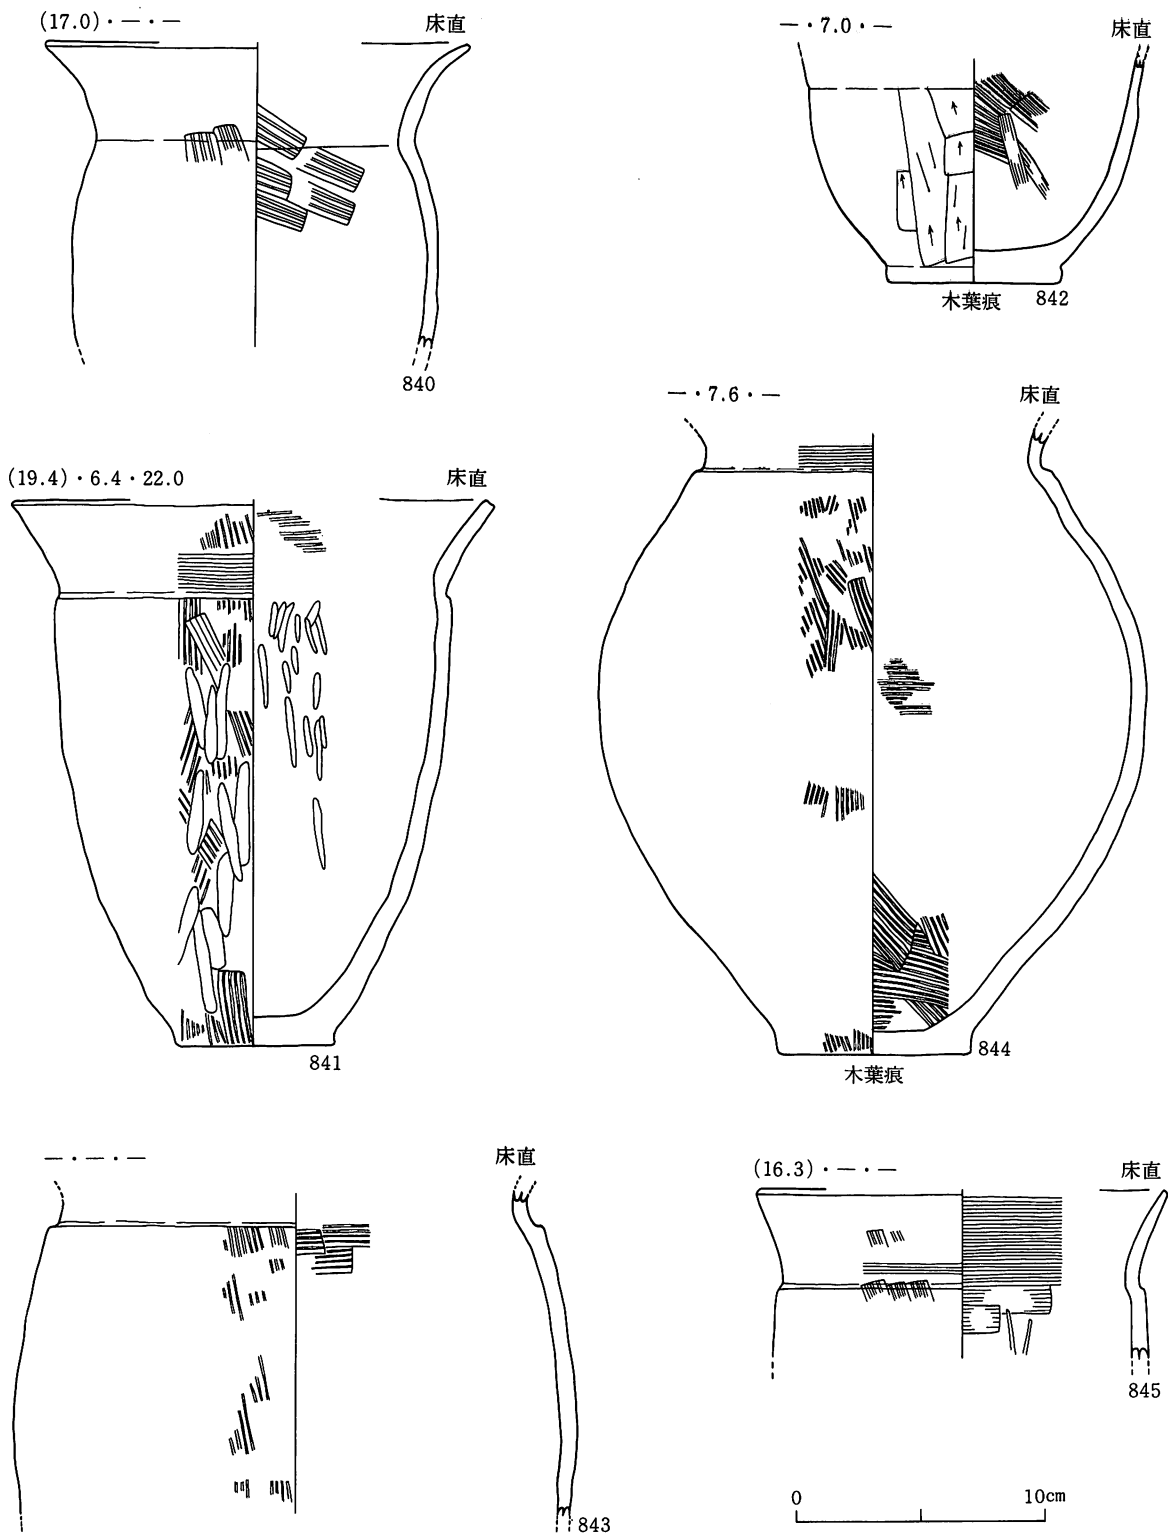 (17.0)・—・— 床直
840
—・7.0・— 床直
木葉痕 842
(19.4)・6.4・22.0 床直
841
—・7.6・— 床直
844
木葉痕
—・—・— 床直
843
(16.3)・—・— 床直
845
0 10cm